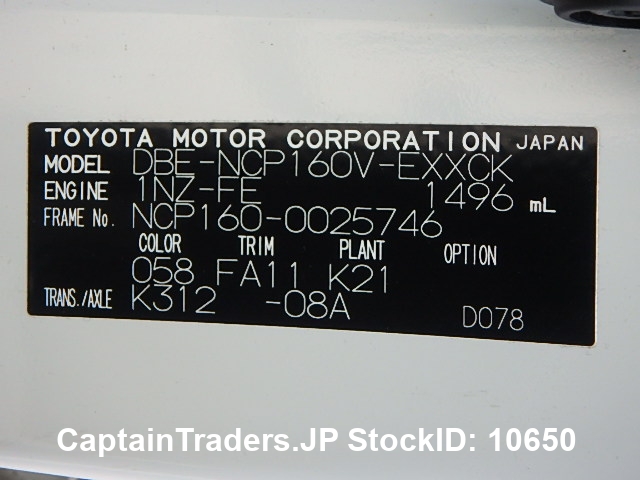 TOYOTA MOTOR CORPORATION JAPAN
MODEL DBE-NCP160V-EXXCK
ENGINE 1NZ-FE 1496 mL
FRAME No. NCP160-0025746
COLOR TRIM PLANT OPTION
058 FA11 K21
TRANS./AXLE K312 -08A D078
CaptainTraders.JP StockID: 10650